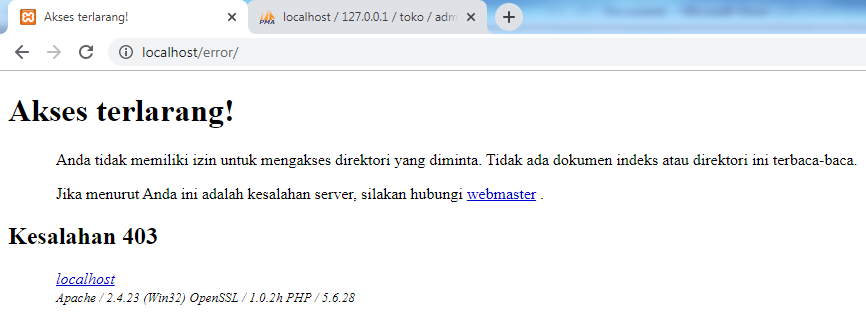 Akses terlarang!
PMA
localhost / 127.0.0.1 / toko / adm
localhost/error/
Akses terlarang!
Anda tidak memiliki izin untuk mengakses direktori yang diminta. Tidak ada dokumen indeks atau direktori ini terbaca-baca.
Jika menurut Anda ini adalah kesalahan server, silakan hubungi webmaster .
Kesalahan 403
localhost
Apache / 2.4.23 (Win32) OpenSSL / 1.0.2h PHP / 5.6.28